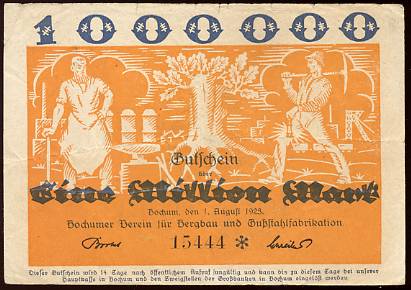 1000000
Gutschein
über
Eine Million Mark
Bochum, den 1. August 1923.
Bochumer Verein für Bergbau und Gußstahlfabrikation
15444 *
Dieser Gutschein wird 14 Tage nach öffentlichem Aufruf ungültig und kann bis zu diesem Tage bei unserer
Hauptkasse in Bochum und den Zweigstellen der Großbanken in Bochum eingelöst werden